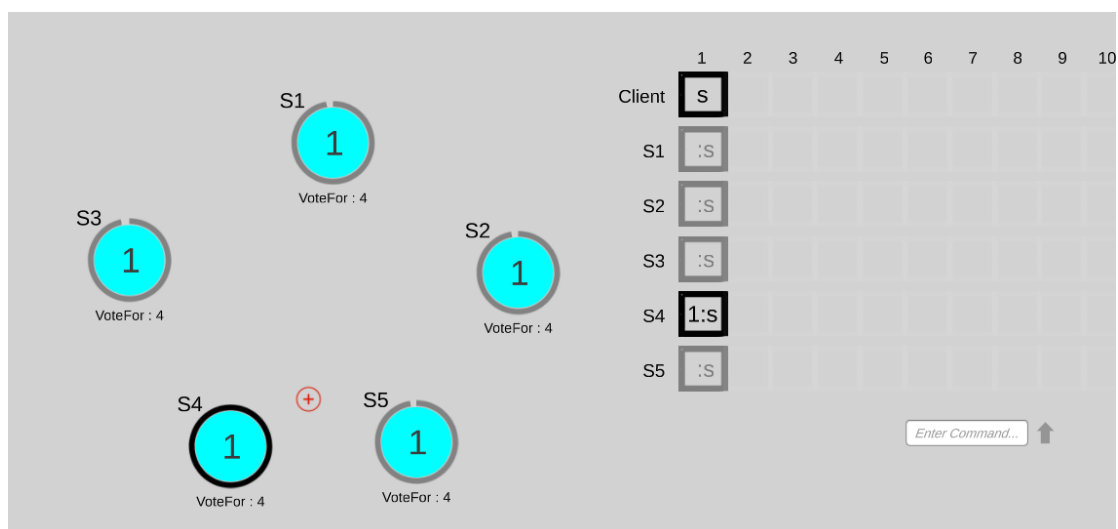 1 2 3 4 5 6 7 8 9 10
Client s
S1 :s
S2 :s
S3 :s
S4 1:s
S5 :s
Enter Command...
S1
1
VoteFor : 4
S3
1
VoteFor : 4
S2
1
VoteFor : 4
S4
1
VoteFor : 4
+
S5
1
VoteFor : 4